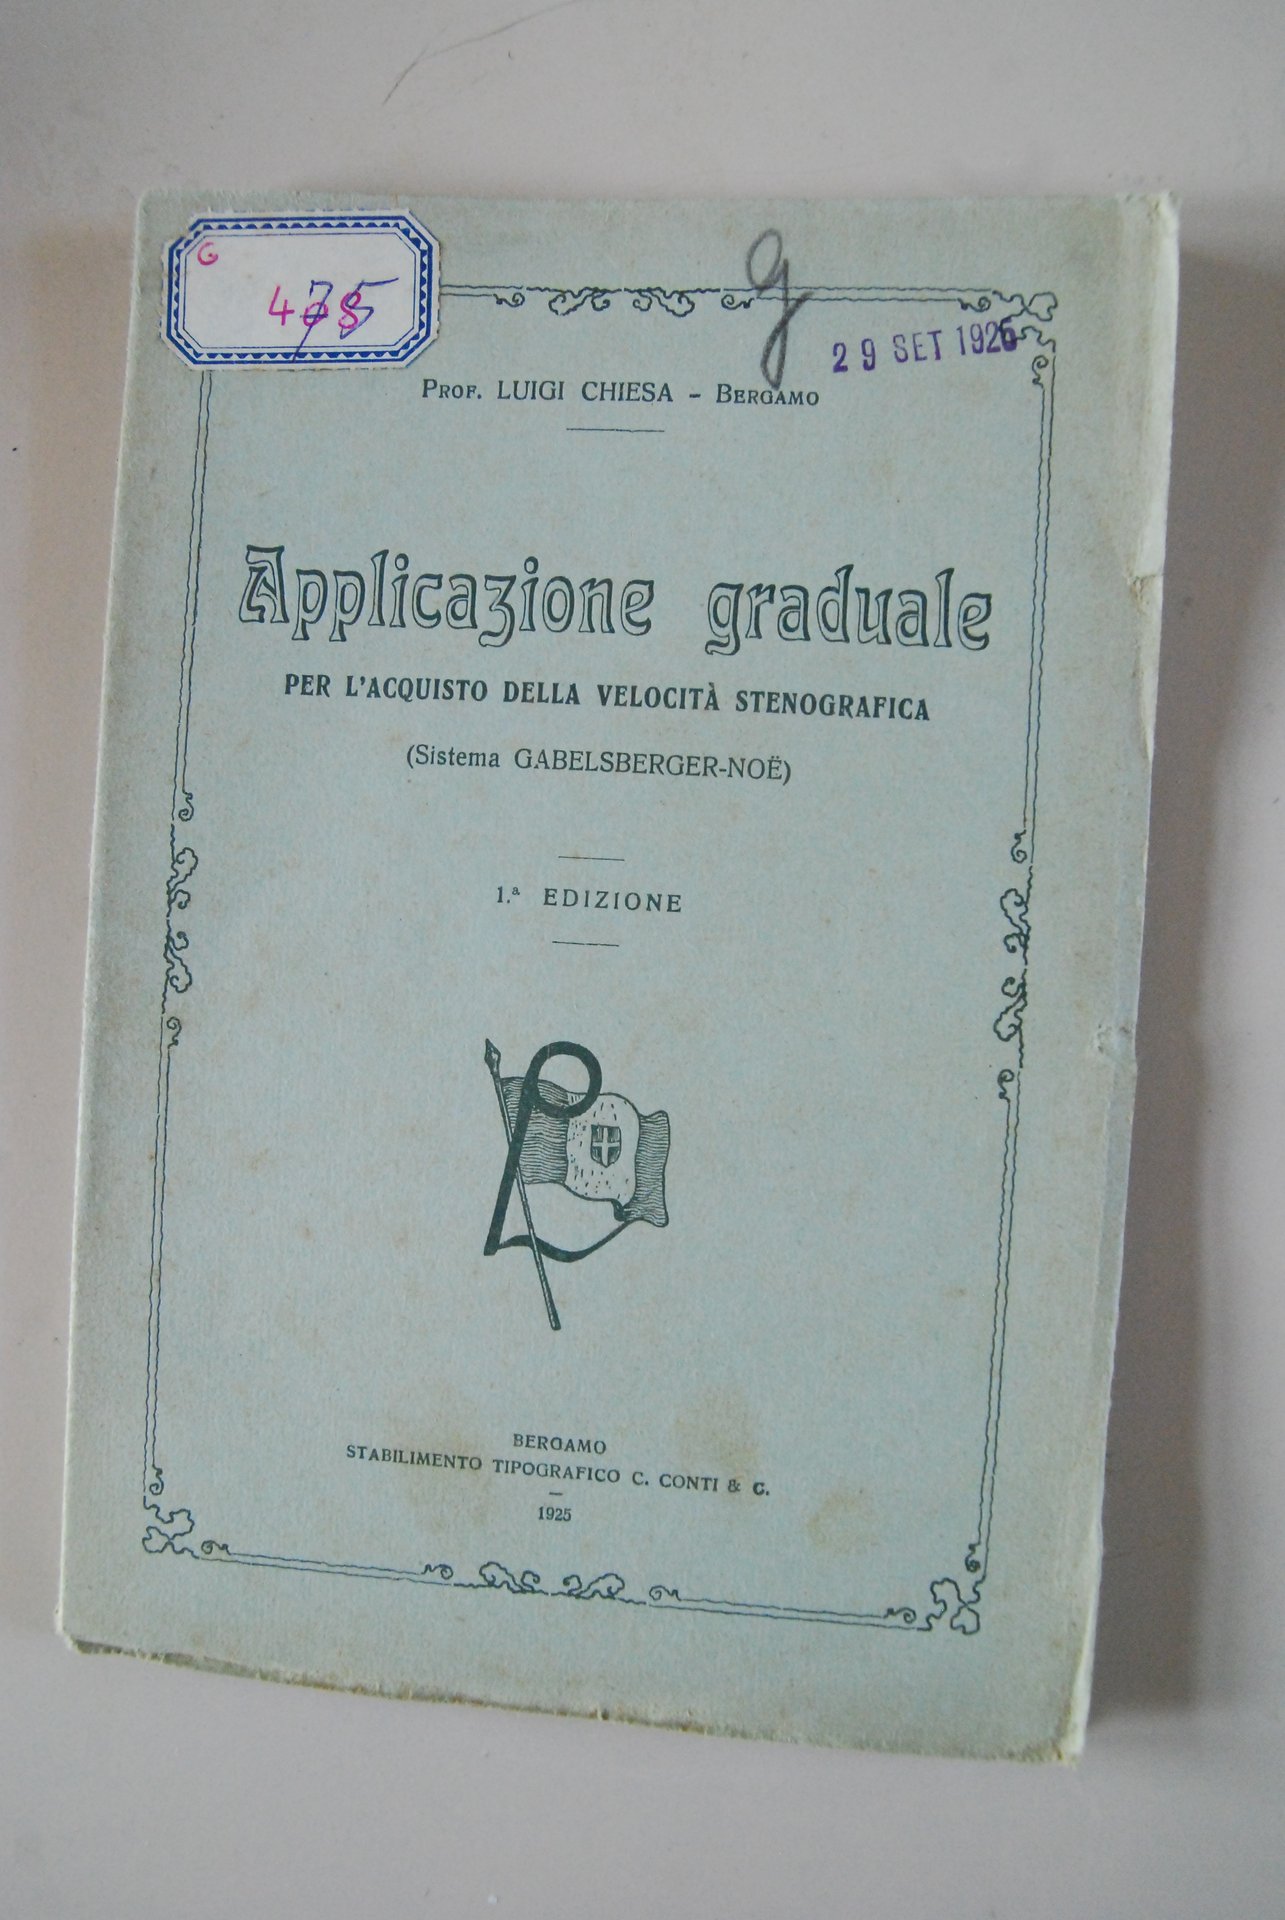 G
475
g
29 SET 1926
PROF. LUIGI CHIESA - BERGAMO
Applicazione graduale
PER L'ACQUISTO DELLA VELOCITÀ STENOGRAFICA
(Sistema GABELSBERGER-NOË)
1.ª EDIZIONE
BERGAMO
STABILIMENTO TIPOGRAFICO C. CONTI & C.
1925